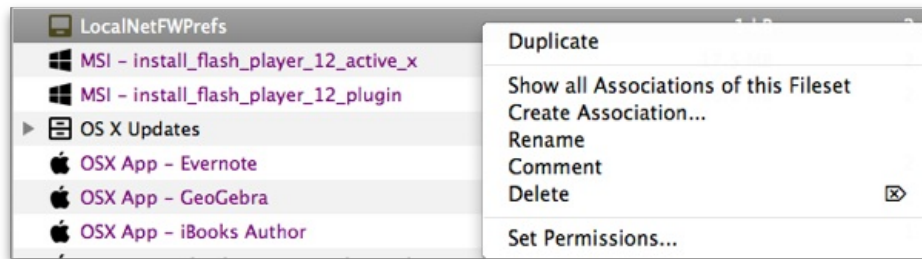 LocalNetFWPrefs
MSI – install_flash_player_12_active_x
MSI – install_flash_player_12_plugin
OS X Updates
OSX App – Evernote
OSX App – GeoGebra
OSX App – iBooks Author
Duplicate
Show all Associations of this Fileset
Create Association...
Rename
Comment
Delete
Set Permissions...